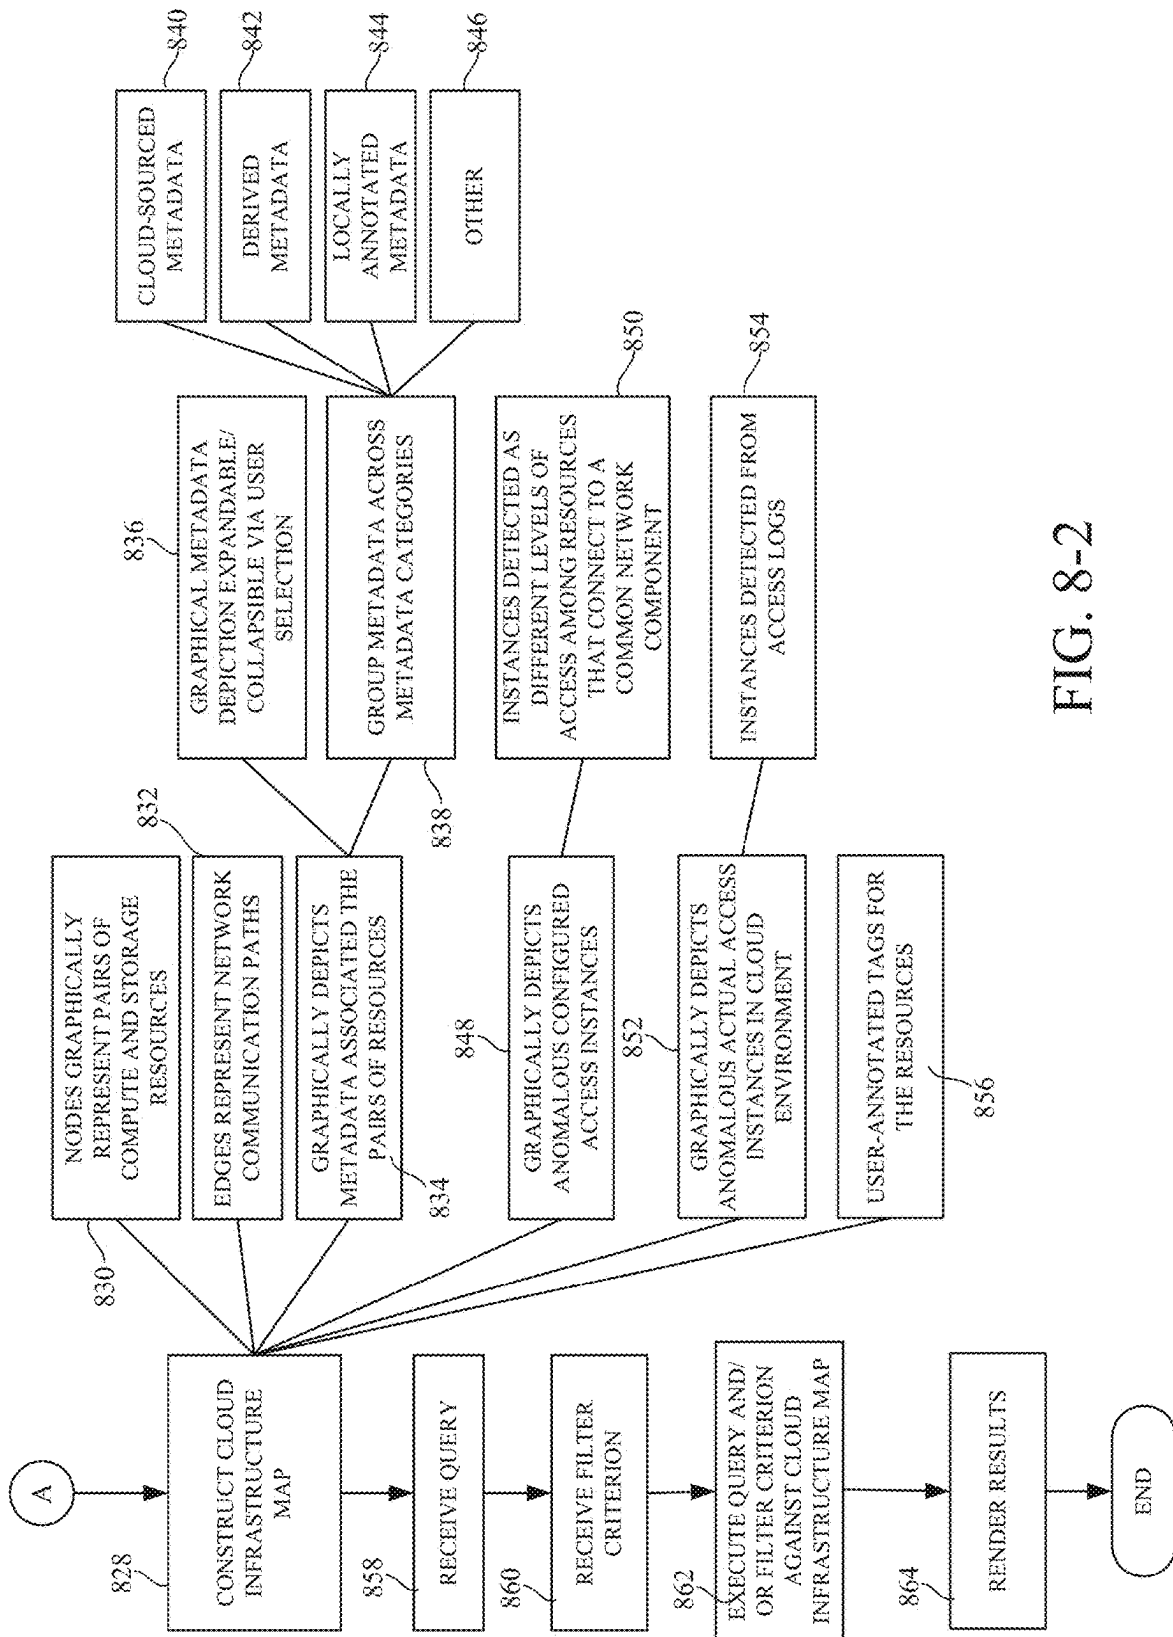 A
CONSTRUCT CLOUD
INFRASTRUCTURE
MAP
828
NODES GRAPHICALLY
REPRESENT PAIRS OF
COMPUTE AND STORAGE
RESOURCES
830
EDGES REPRESENT NETWORK
COMMUNICATION PATHS
832
GRAPHICALLY DEPICTS
METADATA ASSOCIATED THE
PAIRS OF RESOURCES
834
GRAPHICAL METADATA
DEPICTION EXPANDABLE/
COLLAPSIBLE VIA USER
SELECTION
836
GROUP METADATA ACROSS
METADATA CATEGORIES
838
CLOUD-SOURCED
METADATA
840
DERIVED
METADATA
842
LOCALLY
ANNOTATED
METADATA
844
OTHER
846
GRAPHICALLY DEPICTS
ANOMALOUS CONFIGURED
ACCESS INSTANCES
848
INSTANCES DETECTED AS
DIFFERENT LEVELS OF
ACCESS AMONG RESOURCES
THAT CONNECT TO A
COMMON NETWORK
COMPONENT
850
GRAPHICALLY DEPICTS
ANOMALOUS ACTUAL ACCESS
INSTANCES IN CLOUD
ENVIRONMENT
852
INSTANCES DETECTED FROM
ACCESS LOGS
854
USER-ANNOTATED TAGS FOR
THE RESOURCES
856
RECEIVE QUERY
858
RECEIVE FILTER
CRITERION
860
EXECUTE QUERY AND/
OR FILTER CRITERION
AGAINST CLOUD
INFRASTRUCTURE MAP
862
RENDER RESULTS
864
END
FIG. 8-2